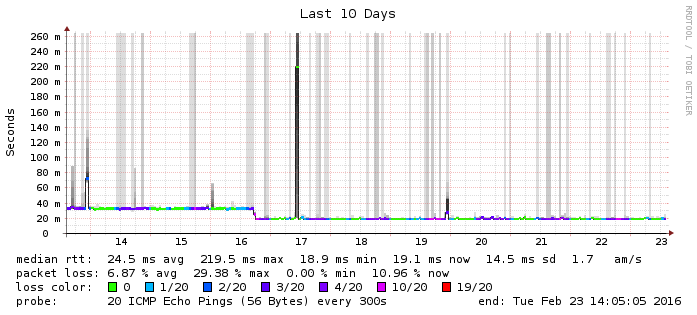 Last 10 Days
RRDTOOL / TOBI OETIKER
Seconds
260 m
240 m
220 m
200 m
180 m
160 m
140 m
120 m
100 m
80 m
60 m
40 m
20 m
0
14 15 16 17 18 19 20 21 22 23
median rtt: 24.5 ms avg 219.5 ms max 18.9 ms min 19.1 ms now 14.5 ms sd 1.7 am/s
packet loss: 6.87 % avg 29.38 % max 0.00 % min 10.96 % now
loss color: 0 1/20 2/20 3/20 4/20 10/20 19/20
probe: 20 ICMP Echo Pings (56 Bytes) every 300s end: Tue Feb 23 14:05:05 2016